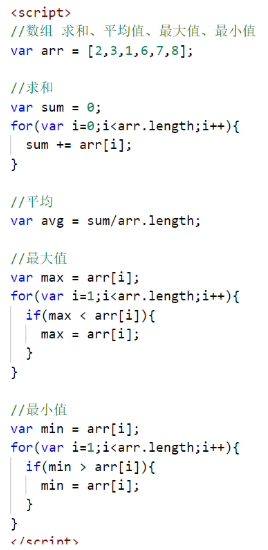 <script>
//数组 求和、平均值、最大值、最小值
var arr = [2,3,1,6,7,8];
//求和
var sum = 0;
for(var i=0;i<arr.length;i++){
sum += arr[i];
}
//平均
var avg = sum/arr.length;
//最大值
var max = arr[i];
for(var i=1;i<arr.length;i++){
if(max < arr[i]){
max = arr[i];
}
}
//最小值
var min = arr[i];
for(var i=1;i<arr.length;i++){
if(min > arr[i]){
min = arr[i];
}
}
</script>